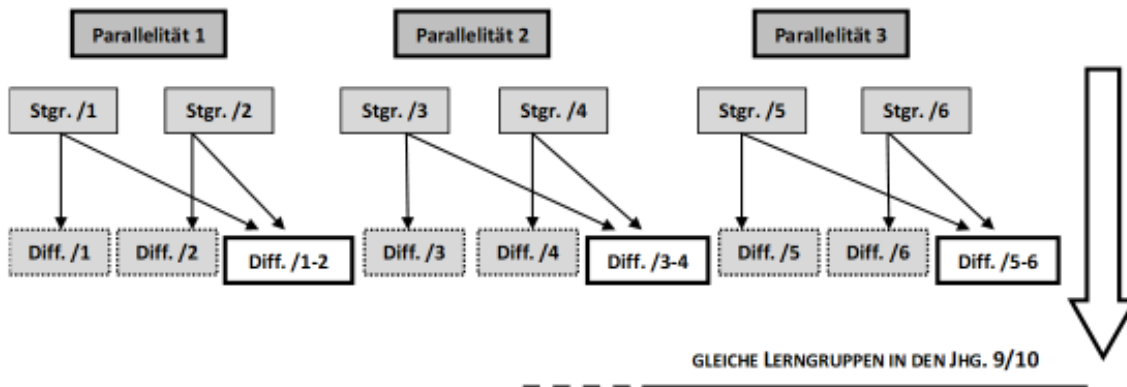 Parallelität 1
Parallelität 2
Parallelität 3
Stgr. /1
Stgr. /2
Stgr. /3
Stgr. /4
Stgr. /5
Stgr. /6
Diff. /1
Diff. /2
Diff. /1-2
Diff. /3
Diff. /4
Diff. /3-4
Diff. /5
Diff. /6
Diff. /5-6
GLEICHE LERNGRUPPEN IN DEN JHG. 9/10